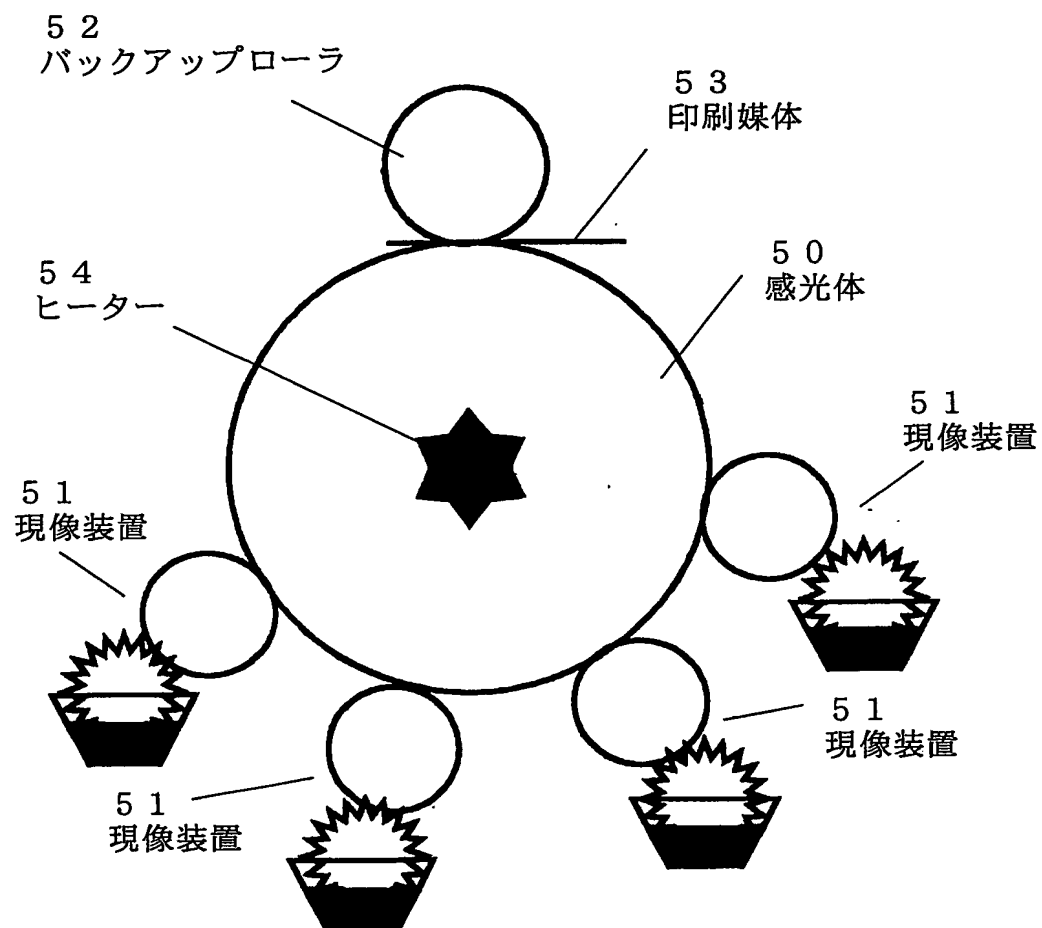 ５２
バックアップローラ
５３
印刷媒体
５０
感光体
５４
ヒーター
５１
現像装置
５１
現像装置
５１
現像装置
５１
現像装置